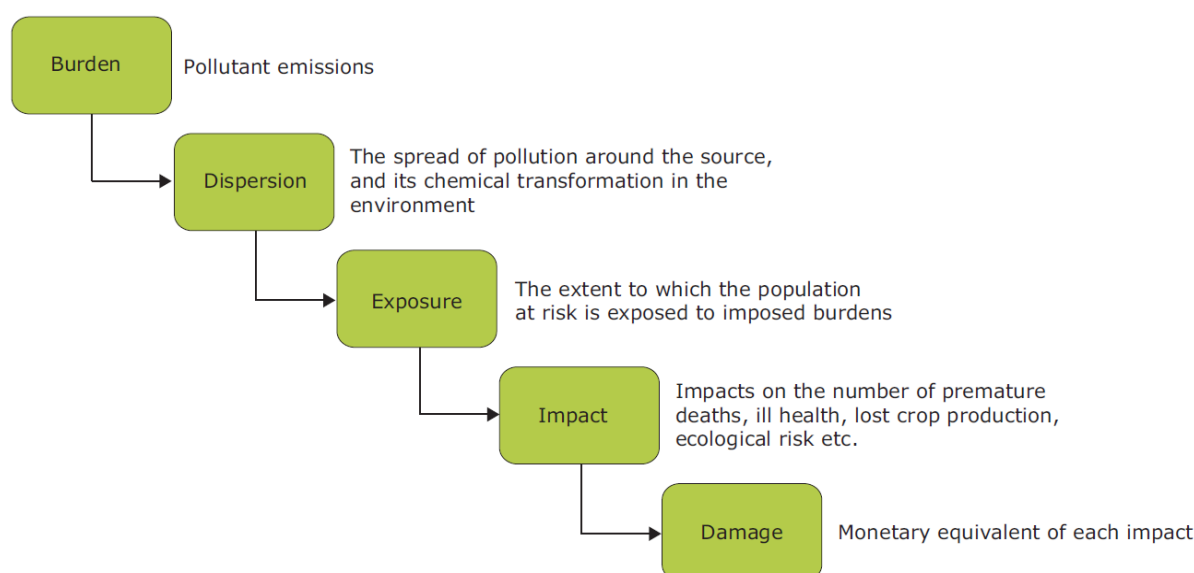 Burden
Pollutant emissions
Dispersion
The spread of pollution around the source,
and its chemical transformation in the
environment
Exposure
The extent to which the population
at risk is exposed to imposed burdens
Impact
Impacts on the number of premature
deaths, ill health, lost crop production,
ecological risk etc.
Damage
Monetary equivalent of each impact